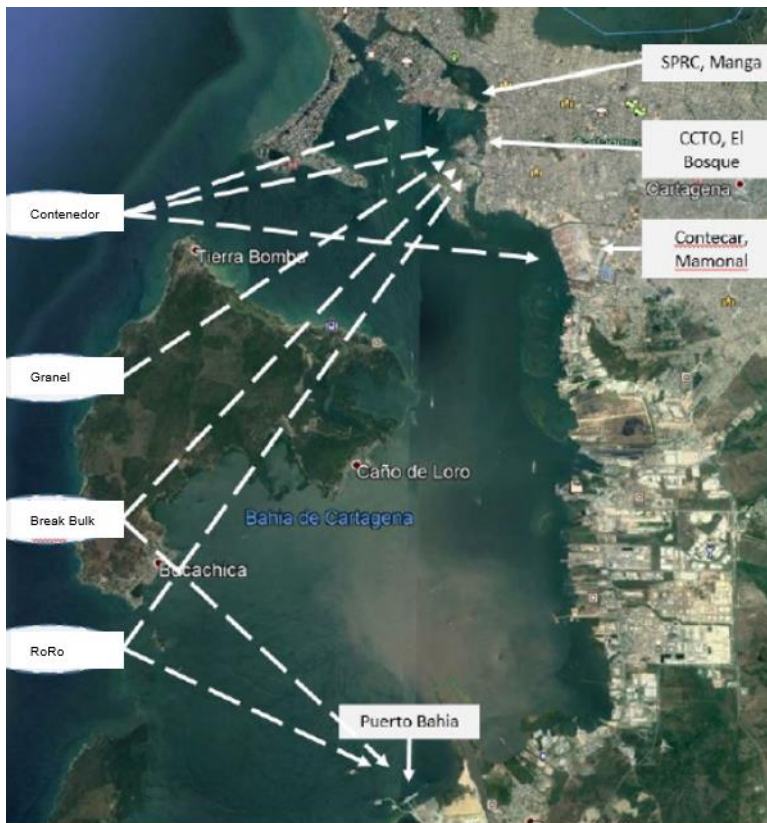 SPRC, Manga
CCTO, El
Bosque
Cartagena
Contenedor
Contecar,
Mamonal
Tierra Bomba
Granel
Caño de Loro
Bahia de Cartagena
Break Bulk
Bocachica
RoRo
Puerto Bahia